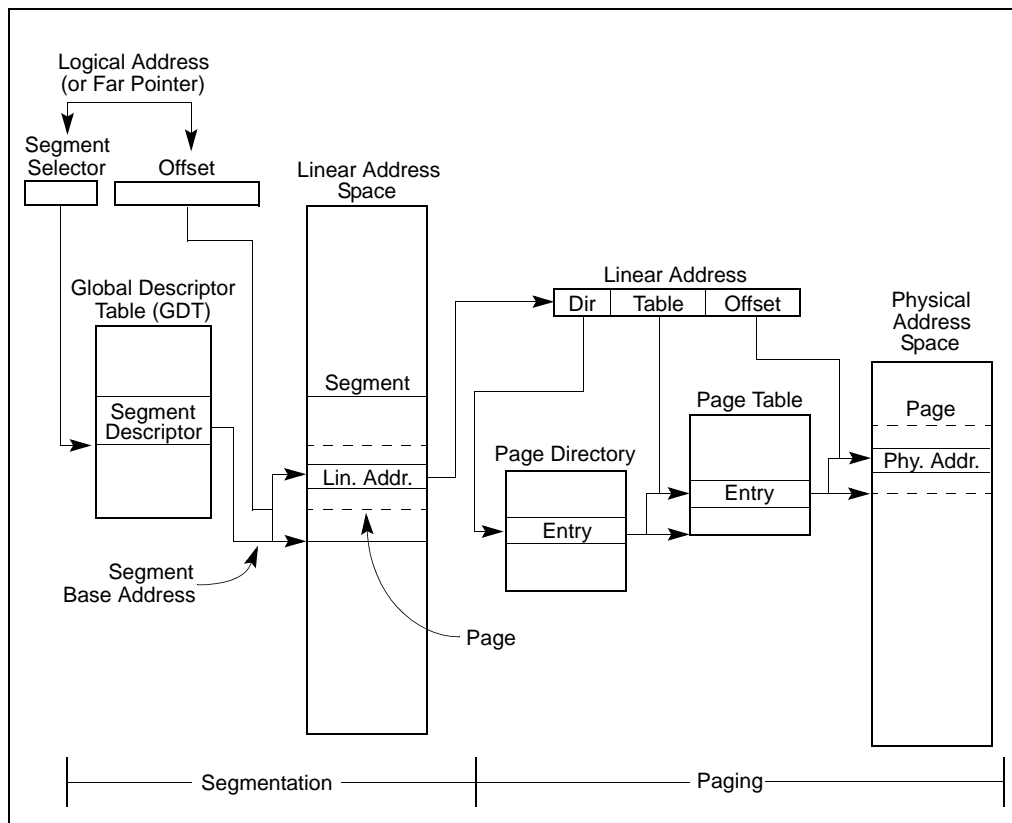 Logical Address
(or Far Pointer)
Segment
Selector
Offset
Linear Address
Space
Global Descriptor
Table (GDT)
Segment
Descriptor
Segment
Lin. Addr.
Segment
Base Address
Page
Linear Address
Dir Table Offset
Physical
Address
Space
Page Table
Page
Page Directory
Phy. Addr.
Entry
Entry
Segmentation
Paging